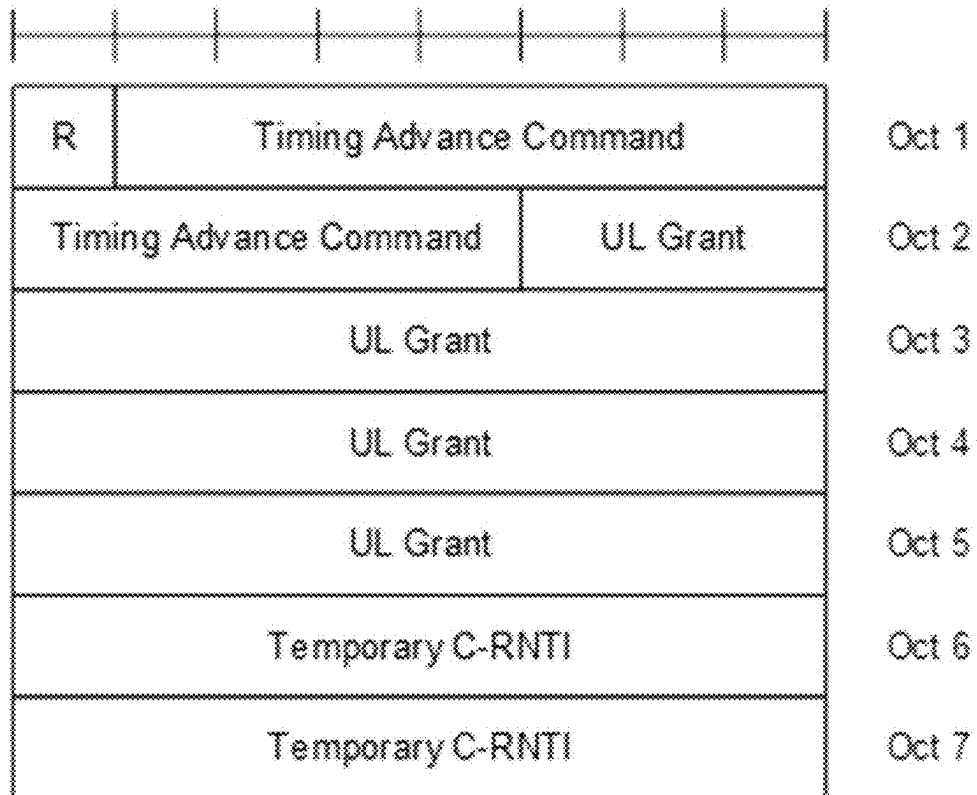 R Timing Advance Command Oct 1
Timing Advance Command UL Grant Oct 2
UL Grant Oct 3
UL Grant Oct 4
UL Grant Oct 5
Temporary C-RNTI Oct 6
Temporary C-RNTI Oct 7